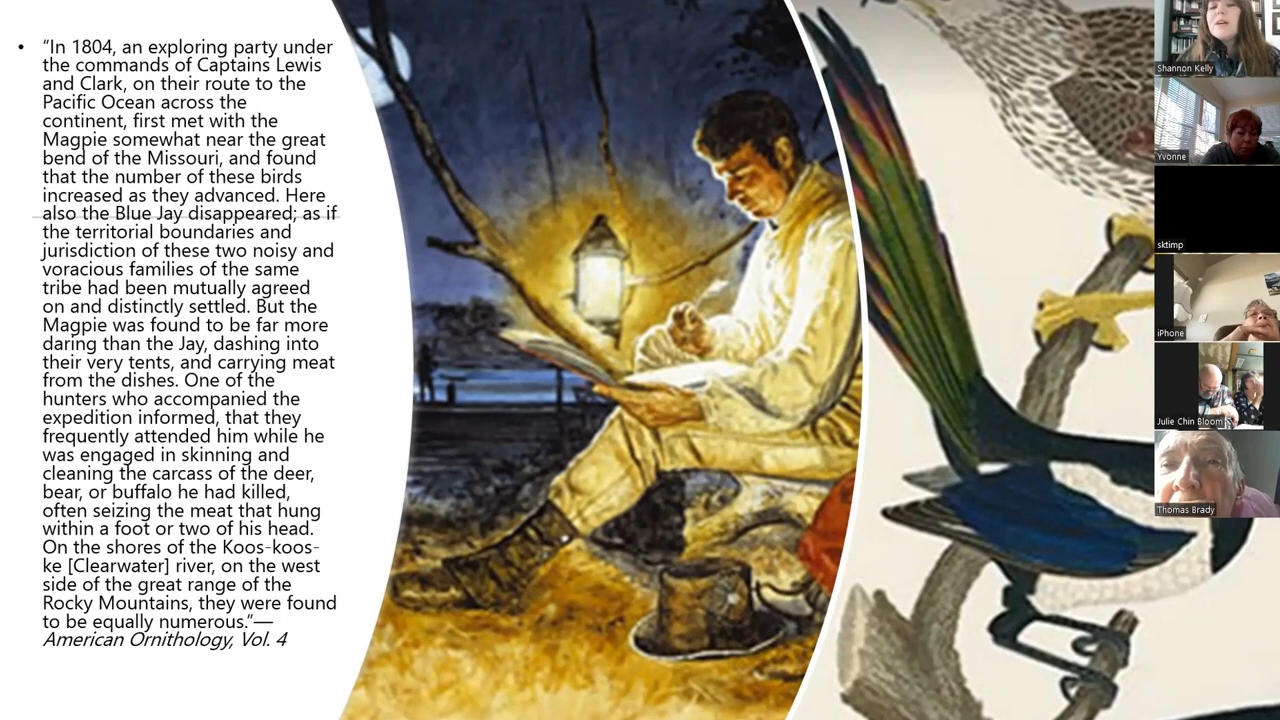 • “In 1804, an exploring party under
the commands of Captains Lewis
and Clark, on their route to the
Pacific Ocean across the
continent, first met with the
Magpie somewhat near the great
bend of the Missouri, and found
that the number of these birds
increased as they advanced. Here
also the Blue Jay disappeared; as if
the territorial boundaries and
jurisdiction of these two noisy and
voracious families of the same
tribe had been mutually agreed
on and distinctly settled. But the
Magpie was found to be far more
daring than the Jay, dashing into
their very tents, and carrying meat
from the dishes. One of the
hunters who accompanied the
expedition informed, that they
frequently attended him while he
was engaged in skinning and
cleaning the carcass of the deer,
bear, or buffalo he had killed,
often seizing the meat that hung
within a foot or two of his head.
On the shores of the Koos-koos-
ke [Clearwater] river, on the west
side of the great range of the
Rocky Mountains, they were found
to be equally numerous.”—
American Ornithology, Vol. 4
Shannon Kelly
Yvonne
sktimp
iPhone
Julie Chin Bloom
Thomas Brady